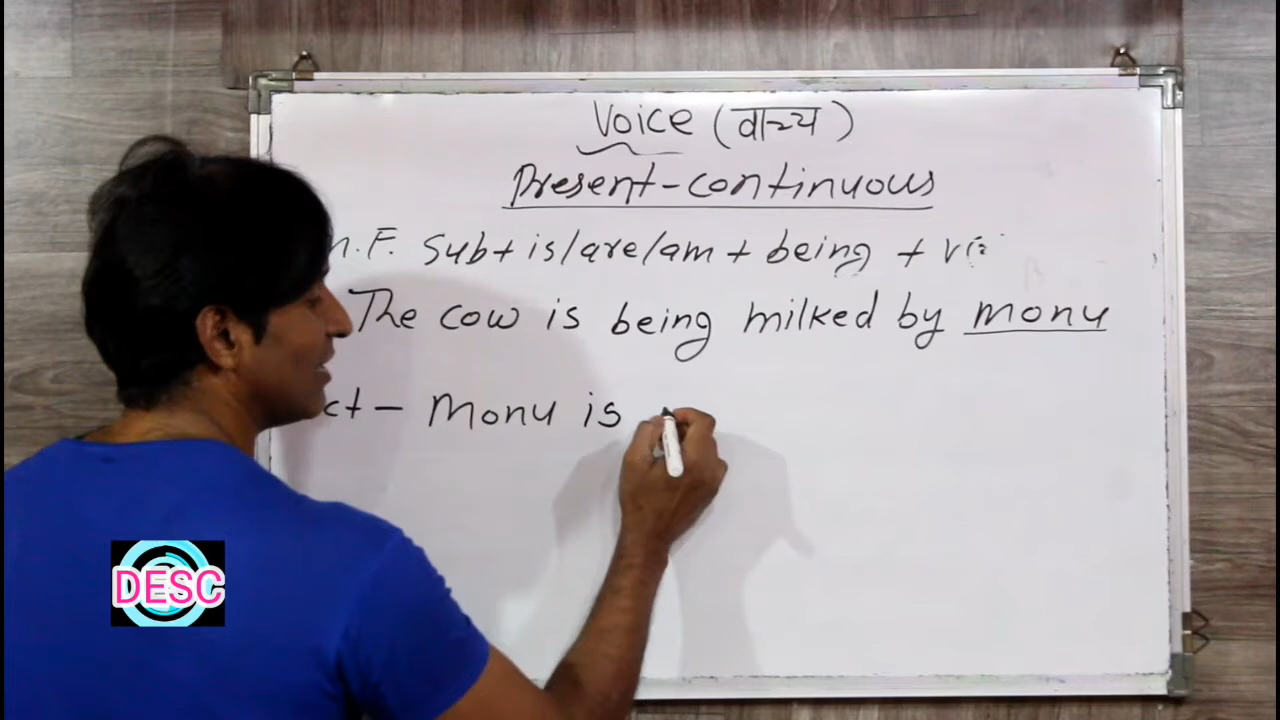 Voice (वाच्य)
Present-continuous
F. Sub+ is/are/am + being +
The cow is being milked by monu
ct – Monu is
DESC